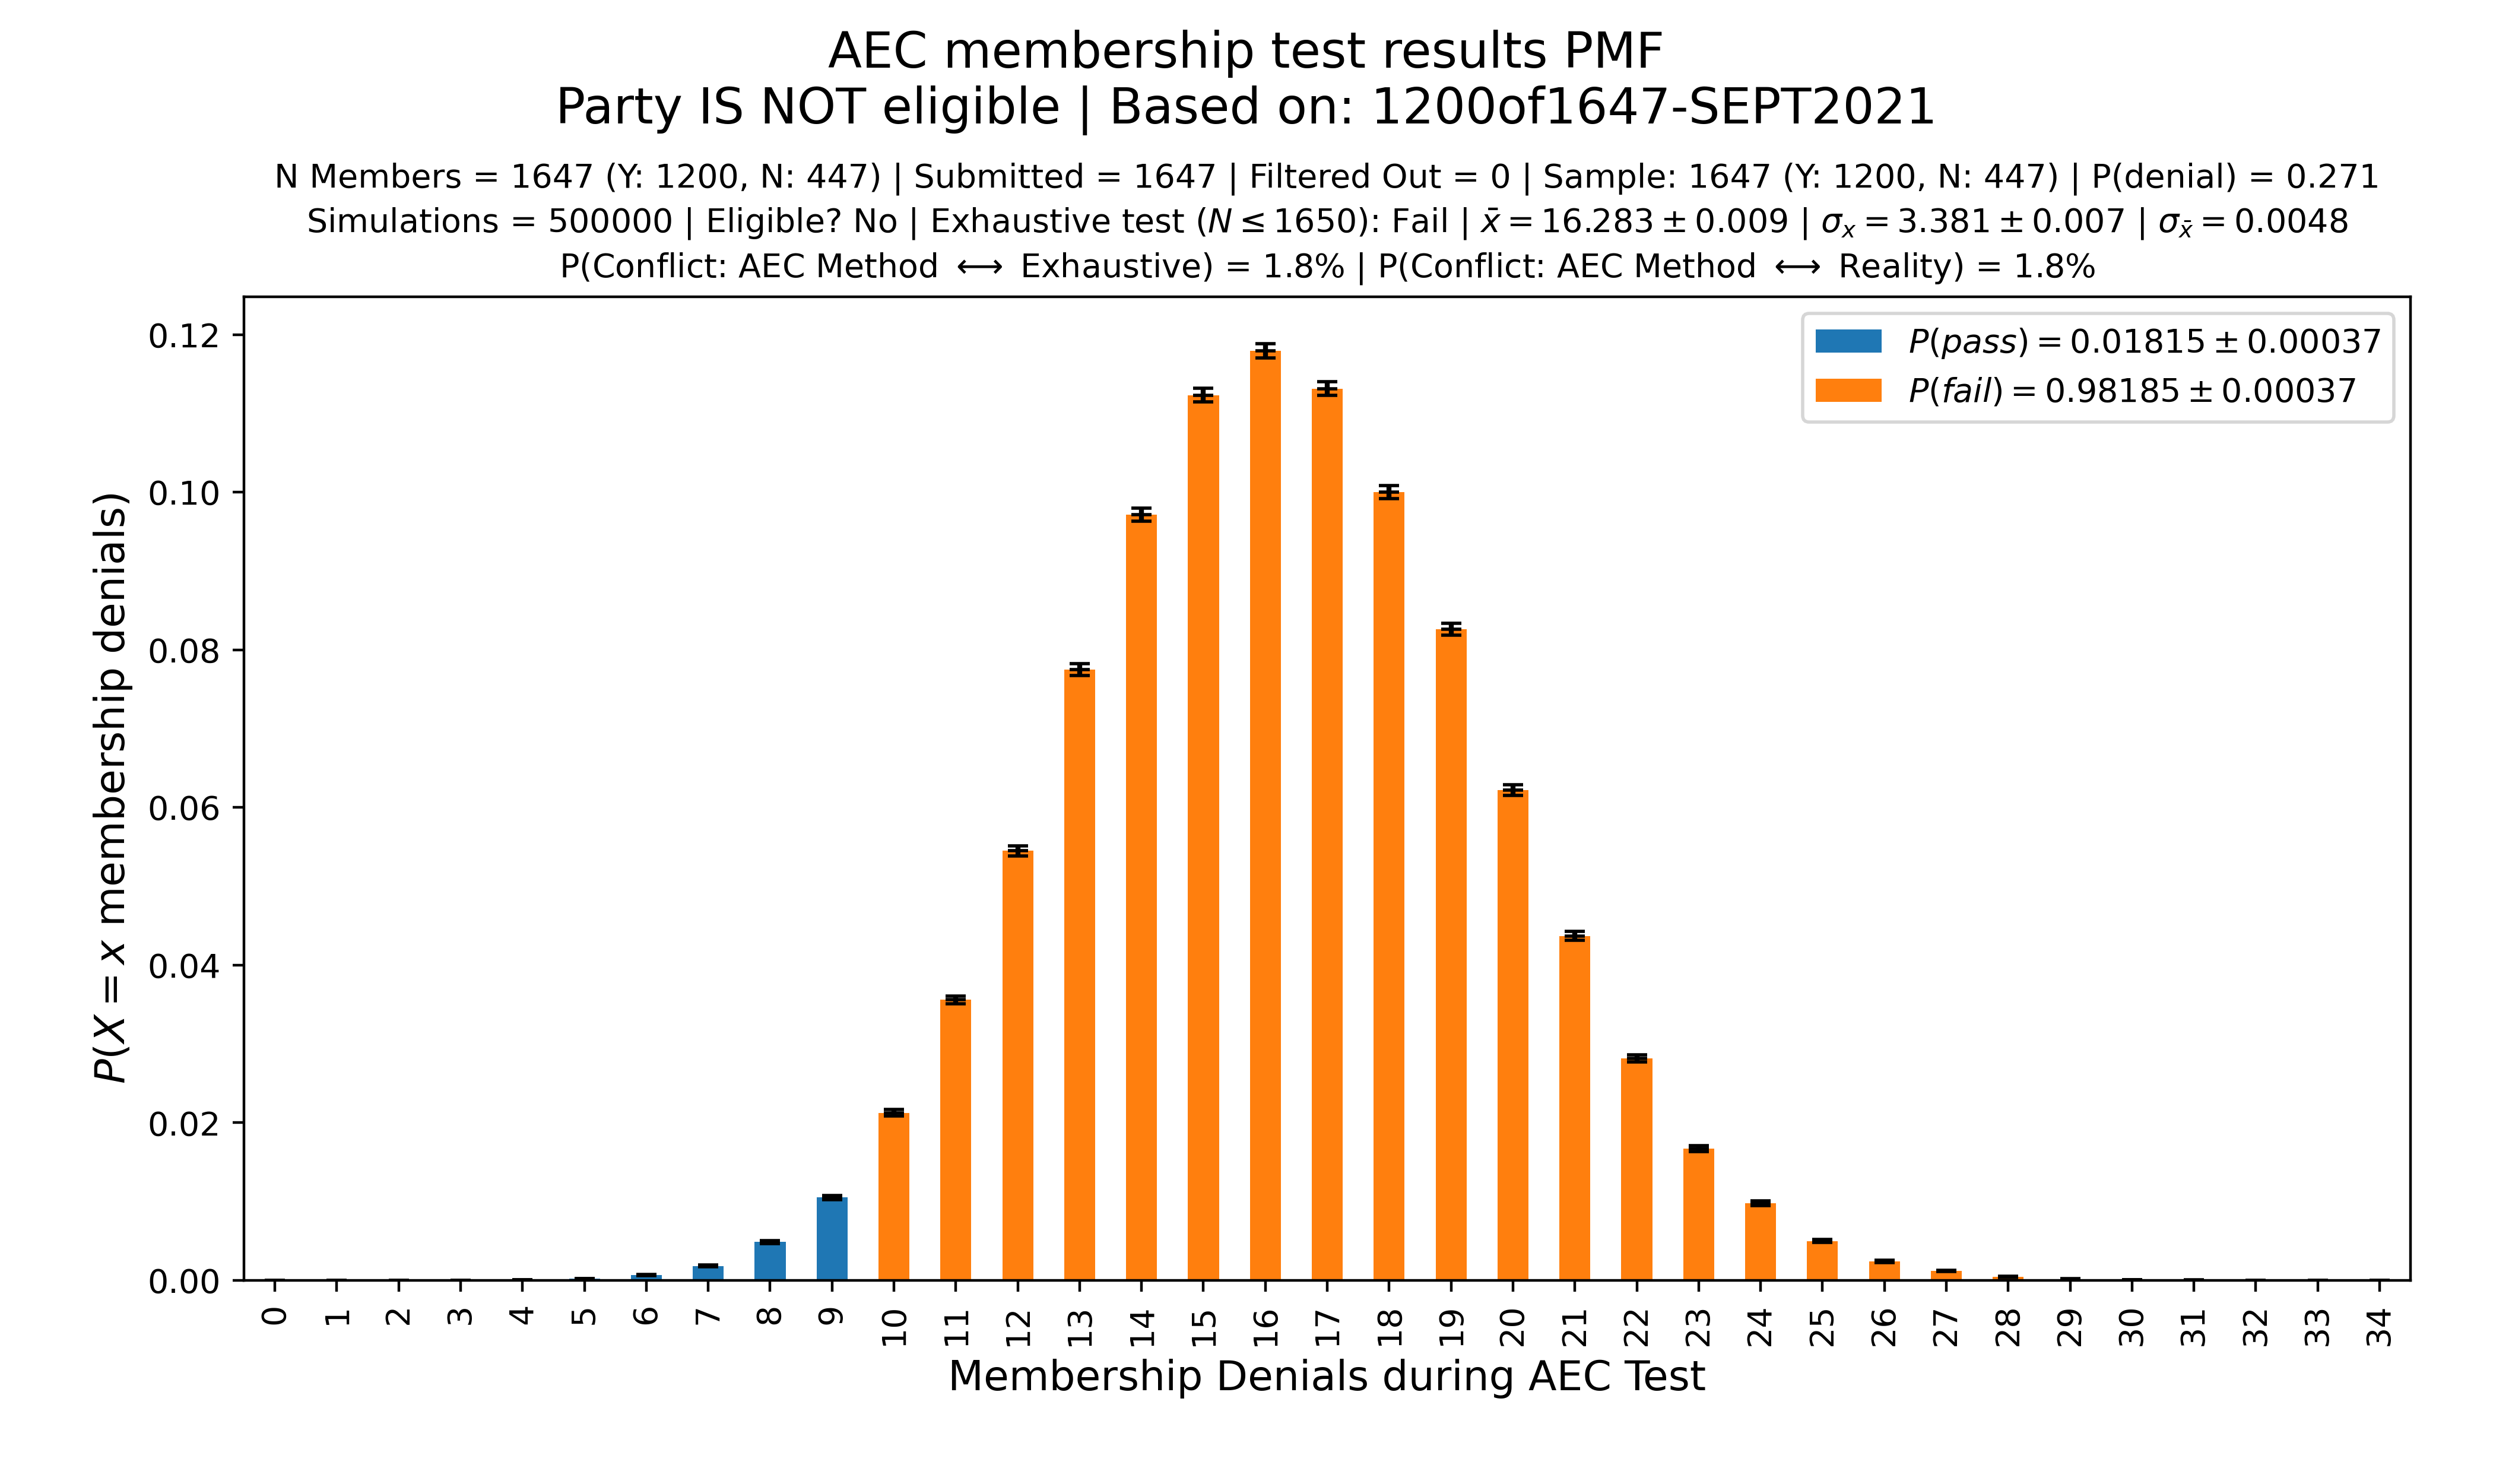 AEC membership test results PMF
Party IS NOT eligible | Based on: 1200of1647-SEPT2021
N Members = 1647 (Y: 1200, N: 447) | Submitted = 1647 | Filtered Out = 0 | Sample: 1647 (Y: 1200, N: 447) | P(denial) = 0.271
Simulations = 500000 | Eligible? No | Exhaustive test (N ≤ 1650): Fail | x̄ = 16.283 ± 0.009 | σₓ = 3.381 ± 0.007 | σ_x̄ = 0.0048
P(Conflict: AEC Method ⟷ Exhaustive) = 1.8% | P(Conflict: AEC Method ⟷ Reality) = 1.8%
P(pass) = 0.01815 ± 0.00037
P(fail) = 0.98185 ± 0.00037
P(X = x membership denials)
0.12
0.10
0.08
0.06
0.04
0.02
0.00
0 1 2 3 4 5 6 7 8 9 10 11 12 13 14 15 16 17 18 19 20 21 22 23 24 25 26 27 28 29 30 31 32 33 34
Membership Denials during AEC Test